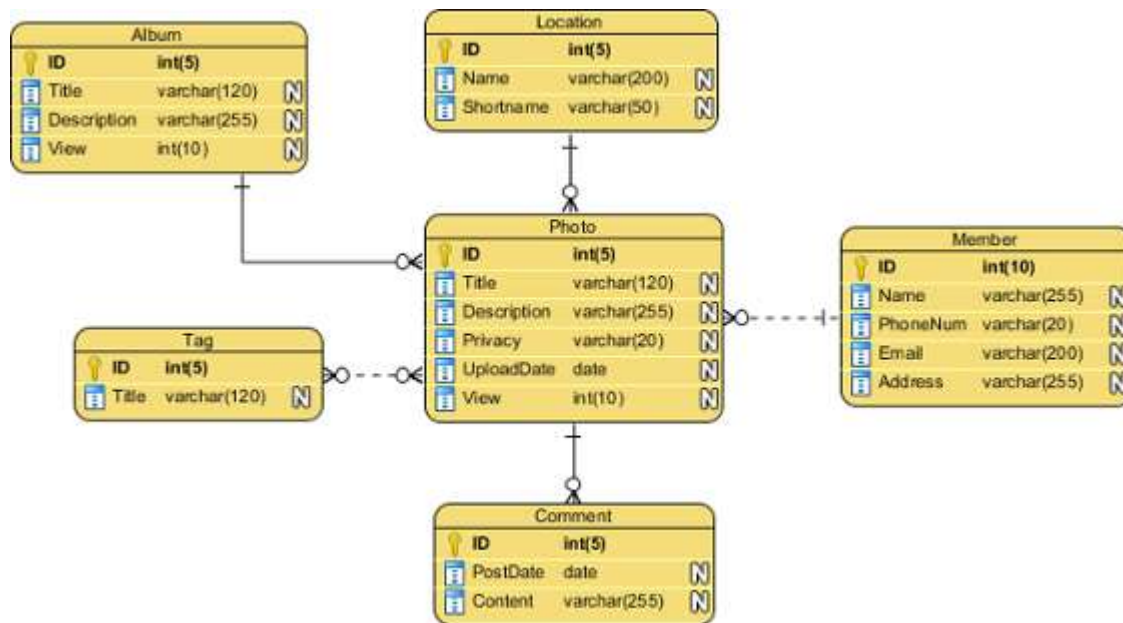 Album
ID int(5)
Title varchar(120) N
Description varchar(255) N
View int(10) N
Location
ID int(5)
Name varchar(200) N
Shortname varchar(50) N
Photo
ID int(5)
Title varchar(120) N
Description varchar(255) N
Privacy varchar(20) N
UploadDate date N
View int(10) N
Member
ID int(10)
Name varchar(255) N
PhoneNum varchar(20) N
Email varchar(200) N
Address varchar(255) N
Tag
ID int(5)
Title varchar(120) N
Comment
ID int(5)
PostDate date N
Content varchar(255) N